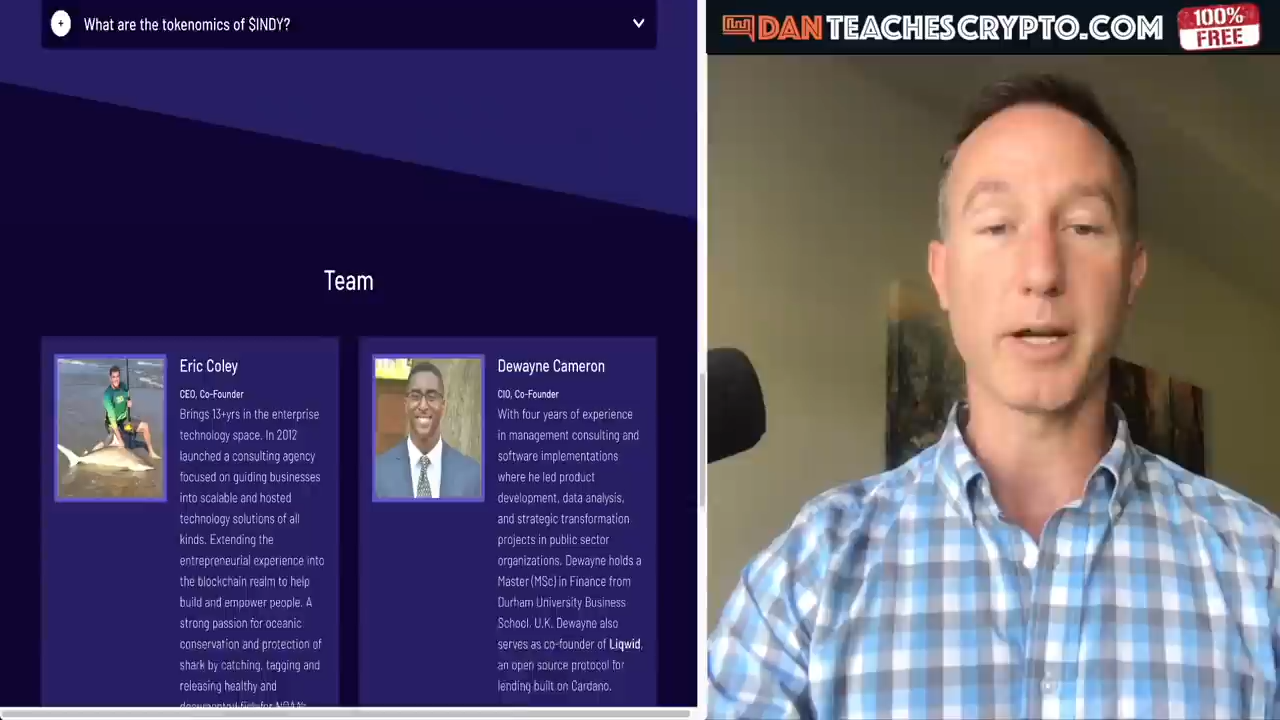 What are the tokenomics of $INDY?
DANTEACHESCRYPTO.COM
100%
FREE
Team
Eric Coley
CEO, Co-Founder
Brings 13+yrs in the enterprise
technology space. In 2012
launched a consulting agency
focused on guiding businesses
into scalable and hosted
technology solutions of all
kinds. Extending the
entrepreneurial experience into
the blockchain realm to help
build and empower people. A
strong passion for oceanic
conservation and protection of
shark by catching, tagging and
releasing healthy and
Dewayne Cameron
CIO, Co-Founder
With four years of experience
in management consulting and
software implementations
where he led product
development, data analysis,
and strategic transformation
projects in public sector
organizations. Dewayne holds a
Master (MSc) in Finance from
Durham University Business
School, U.K. Dewayne also
serves as co-founder of Liqwid,
an open source protocol for
lending built on Cardano.